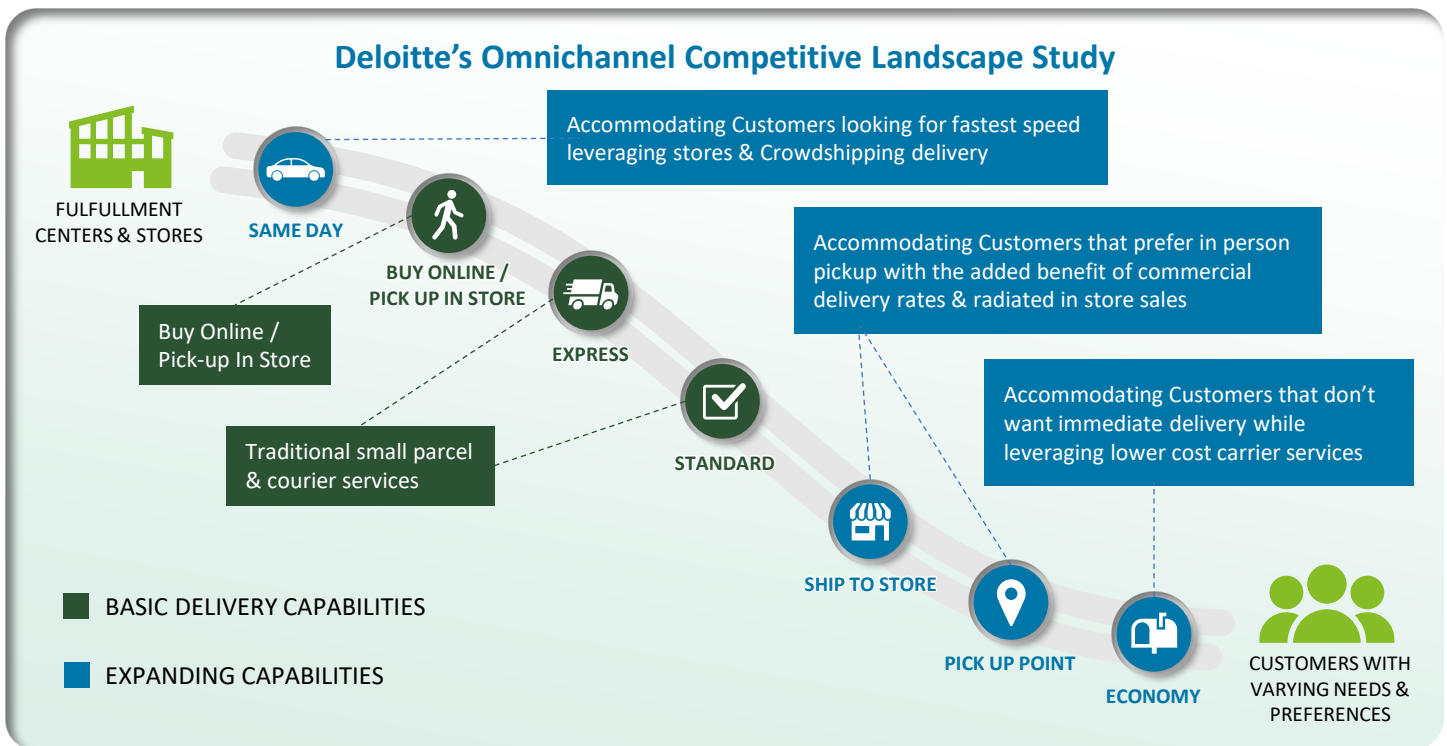 Deloitte's Omnichannel Competitive Landscape Study
Accommodating Customers looking for fastest speed
leveraging stores & Crowdshipping delivery
FULFULLMENT
CENTERS & STORES
SAME DAY
BUY ONLINE /
PICK UP IN STORE
Accommodating Customers that prefer in person
pickup with the added benefit of commercial
delivery rates & radiated in store sales
Buy Online /
Pick-up In Store
EXPRESS
Accommodating Customers that don't
want immediate delivery while
leveraging lower cost carrier services
Traditional small parcel
& courier services
STANDARD
SHIP TO STORE
BASIC DELIVERY CAPABILITIES
EXPANDING CAPABILITIES
PICK UP POINT
ECONOMY
CUSTOMERS WITH
VARYING NEEDS &
PREFERENCES